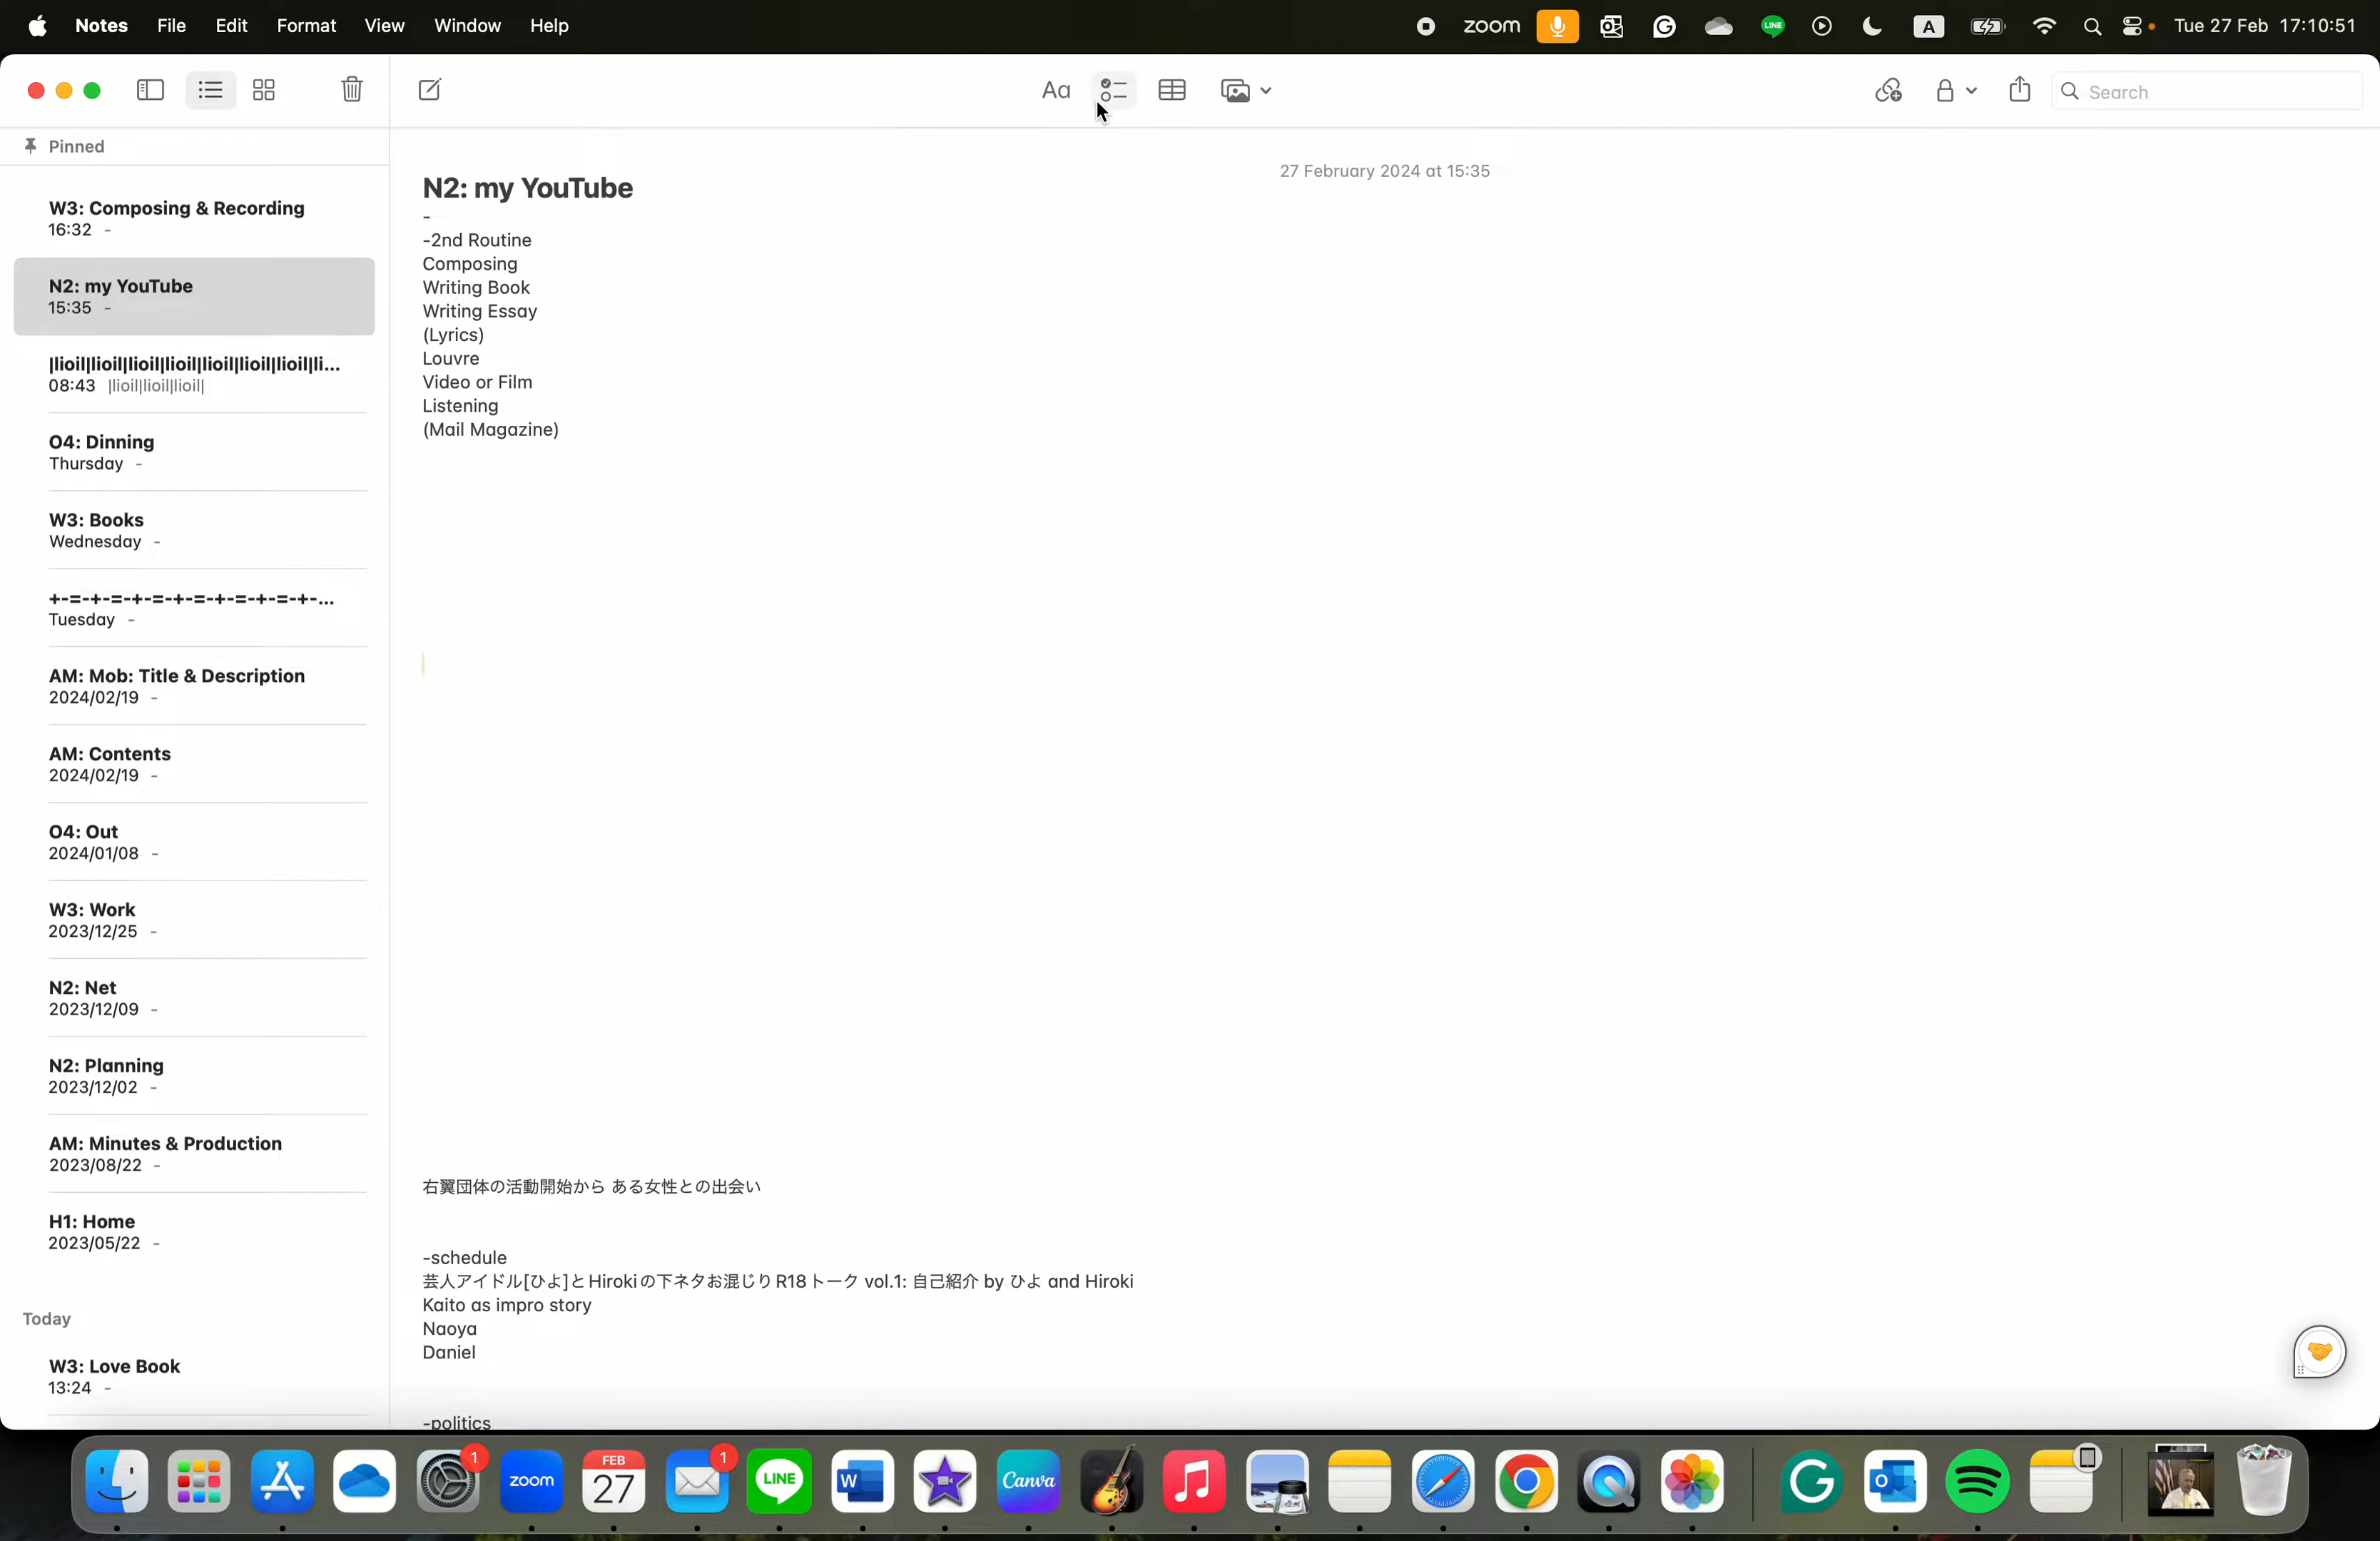 Notes File Edit Format View Window Help
zoom
LINE
A
Tue 27 Feb 17:10:51
Aa
Search
Pinned
W3: Composing & Recording
16:32 -
N2: my YouTube
15:35 -
|lioil|lioil|lioil|lioil|lioil|lioil|lioil|li...
08:43 |lioil|lioil|lioil|
O4: Dinning
Thursday -
W3: Books
Wednesday -
+-=-+-=-+-=-+-=-+-=-+-=-+-...
Tuesday -
AM: Mob: Title & Description
2024/02/19 -
AM: Contents
2024/02/19 -
O4: Out
2024/01/08 -
W3: Work
2023/12/25 -
N2: Net
2023/12/09 -
N2: Planning
2023/12/02 -
AM: Minutes & Production
2023/08/22 -
H1: Home
2023/05/22 -
Today
W3: Love Book
13:24 -
27 February 2024 at 15:35
N2: my YouTube
-
-2nd Routine
Composing
Writing Book
Writing Essay
(Lyrics)
Louvre
Video or Film
Listening
(Mail Magazine)
右翼団体の活動開始から ある女性との出会い
-schedule
芸人アイドル[ひよ]とHirokiの下ネタお混じりR18トーク vol.1: 自己紹介 by ひよ and Hiroki
Kaito as impro story
Naoya
Daniel
-politics
1
zoom
FEB
27
1
LINE
W
Canva